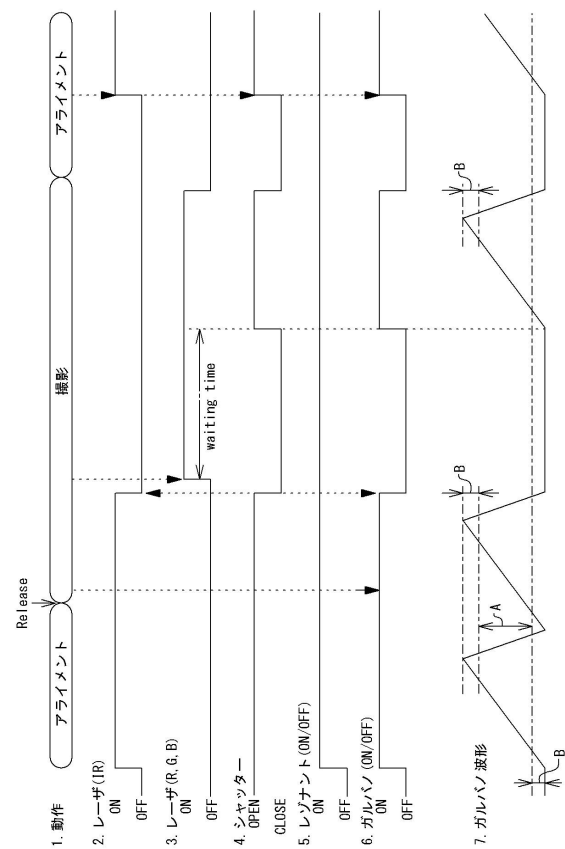 Release
アライメント
撮影
アライメント
1. 動作
2. レーザ(IR)
ON
OFF
3. レーザ(R, G, B)
ON
OFF
waiting time
4. シャッター
OPEN
CLOSE
5. レゾナント(ON/OFF)
ON
OFF
6. ガルバノ(ON/OFF)
ON
OFF
7. ガルバノ波形
B
A
B
B